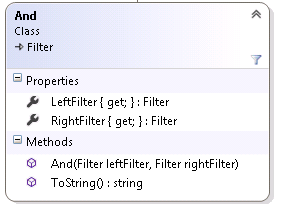 And
Class
Filter
Properties
LeftFilter { get; } : Filter
RightFilter { get; } : Filter
Methods
And(Filter leftFilter, Filter rightFilter)
ToString() : string